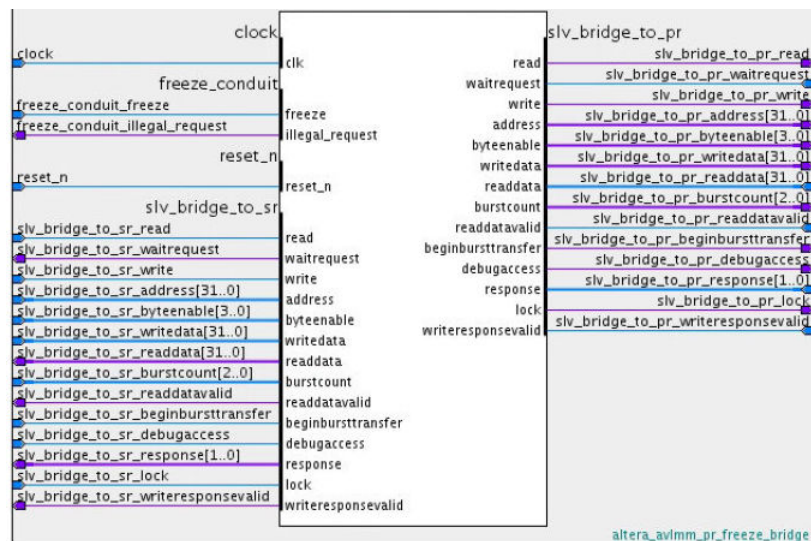 clock
clock
clk
freeze_conduit
freeze_conduit_freeze
freeze
freeze_conduit_illegal_request
illegal_request
reset_n
reset_n
reset_n
slv_bridge_to_sr
slv_bridge_to_sr_read
read
slv_bridge_to_sr_waitrequest
waitrequest
slv_bridge_to_sr_write
write
slv_bridge_to_sr_address[31..0]
address
slv_bridge_to_sr_byteenable[3..0]
byteenable
slv_bridge_to_sr_writedata[31..0]
writedata
slv_bridge_to_sr_readdata[31..0]
readdata
slv_bridge_to_sr_burstcount[2..0]
burstcount
slv_bridge_to_sr_readdatavalid
readdatavalid
slv_bridge_to_sr_beginbursttransfer
beginbursttransfer
slv_bridge_to_sr_debugaccess
debugaccess
slv_bridge_to_sr_response[1..0]
response
slv_bridge_to_sr_lock
lock
slv_bridge_to_sr_writeresponsevalid
writeresponsevalid
slv_bridge_to_pr
slv_bridge_to_pr_read
read
slv_bridge_to_pr_waitrequest
waitrequest
slv_bridge_to_pr_write
write
slv_bridge_to_pr_address[31..0]
address
slv_bridge_to_pr_byteenable[3..0]
byteenable
slv_bridge_to_pr_writedata[31..0]
writedata
slv_bridge_to_pr_readdata[31..0]
readdata
slv_bridge_to_pr_burstcount[2..0]
burstcount
slv_bridge_to_pr_readdatavalid
readdatavalid
slv_bridge_to_pr_beginbursttransfer
beginbursttransfer
slv_bridge_to_pr_debugaccess
debugaccess
slv_bridge_to_pr_response[1..0]
response
slv_bridge_to_pr_lock
lock
slv_bridge_to_pr_writeresponsevalid
writeresponsevalid
altera_avlmm_pr_freeze_bridge